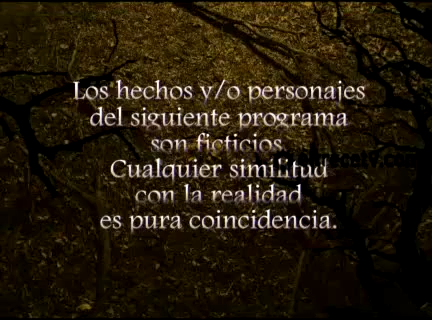 Los hechos y/o personajes
del siguiente programa
son ficticios.
Cualquier similitud
con la realidad
es pura coincidencia.